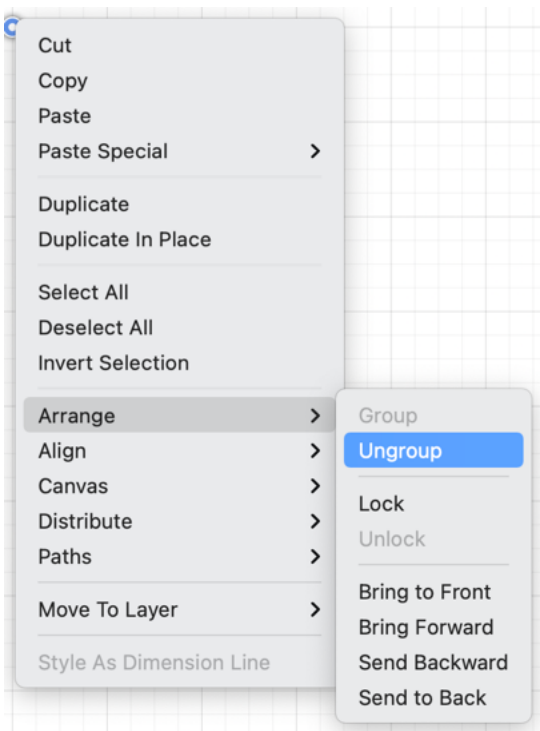 Cut
Copy
Paste
Paste Special
Duplicate
Duplicate In Place
Select All
Deselect All
Invert Selection
Arrange
Align
Canvas
Distribute
Paths
Move To Layer
Style As Dimension Line
Group
Ungroup
Lock
Unlock
Bring to Front
Bring Forward
Send Backward
Send to Back